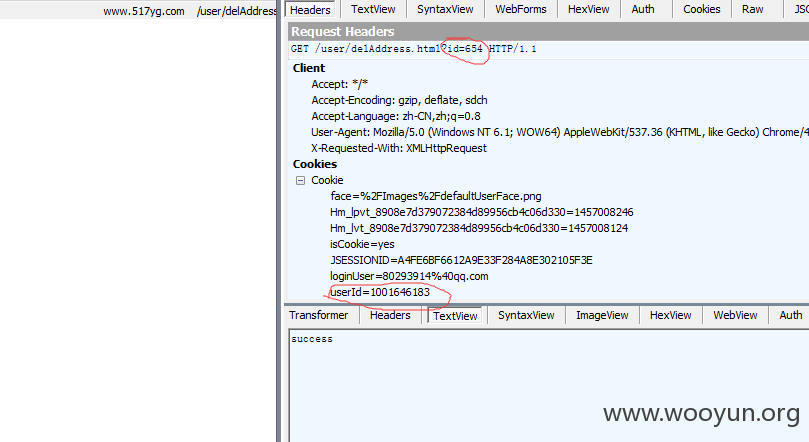 www.517yg.com /user/delAddress
Headers TextView SyntaxView WebForms HexView Auth Cookies Raw JSO
Request Headers
GET /user/delAddress.html?id=654 HTTP/1.1
Client
Accept: */*
Accept-Encoding: gzip, deflate, sdch
Accept-Language: zh-CN,zh;q=0.8
User-Agent: Mozilla/5.0 (Windows NT 6.1; WOW64) AppleWebKit/537.36 (KHTML, like Gecko) Chrome/4
X-Requested-With: XMLHttpRequest
Cookies
Cookie
face=%2FImages%2FdefaultUserFace.png
Hm_lpvt_8908e7d379072384d89956cb4c06d330=1457008246
Hm_lvt_8908e7d379072384d89956cb4c06d330=1457008124
isCookie=yes
JSESSIONID=A4FE6BF6612A9E33F284A8E302105F3E
loginUser=80293914%40qq.com
userId=1001646183
Transformer Headers TextView SyntaxView ImageView HexView WebView Auth
success
www.wooyun.org